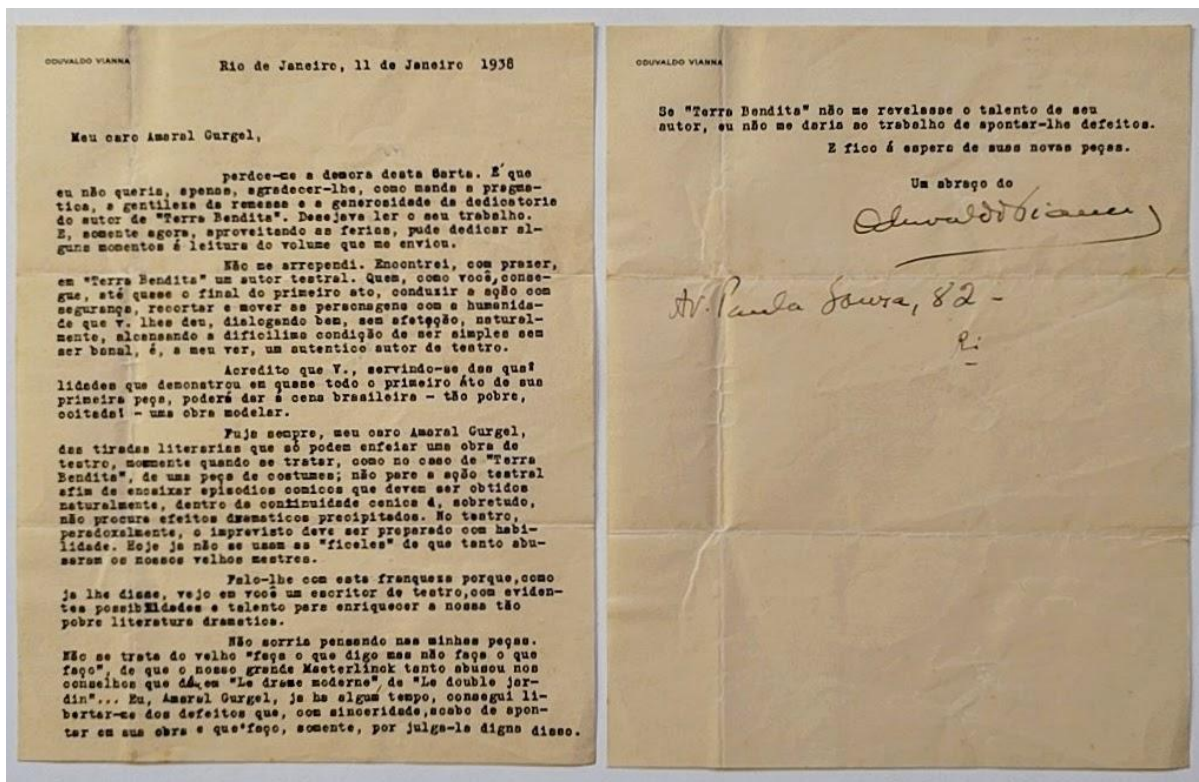 ODUVALDO VIANNA
Rio de Janeiro, 11 de Janeiro 1938
Meu caro Amaral Gurgel,
perdoe-me a demora desta carta. É que
eu não queria, apenas, agradecer-lhe, como manda a pragma-
tica, a gentileza da remessa e a generosidade da dedicatoria
do autor de "Terra Bendita". Desejava ler o seu trabalho.
E, somente agora, aproveitando as ferias, pude dedicar al-
guns momentos é leitura do volume que me enviou.
Não me arrependi. Encontrei, com prazer,
em "Terra Bendita" um autor teatral. Quem, como você,conse-
gue, até quase o final do primeiro ato, conduzir a ação com
segurança, recortar e mover as personagens com a humanida-
de que v. lhes deu, dialogando bem, sem afetação, natural-
mente, alcansando a dificilima condição de ser simples sem
ser banal, é, a meu ver, um autentico autor de teatro.
Acredito que V., servindo-se das qua
lidades que demonstrou em quase todo o primeiro Áto de sua
primeira peça, poderá dar á cena brasileira - tão pobre,
coitada! - uma obra modelar.
Fuja sempre, meu caro Amaral Gurgel,
das tiradas literarias que só podem enfeiar uma obra de
teatro, mormente quando se tratar, como no caso de "Terra
Bendita", de uma peça de costumes; não pare a ação teatral
afim de encaixar episodios comicos que devem ser obtidos
naturalmente, dentro da continuidade cenica e, sobretudo,
não procure efeitos dramaticos precipitados. No teatro,
paradoxalmente, o imprevisto deve ser preparado com habi-
lidade. Hoje ja não se usam as "ficeles" de que tanto abu-
saram os nossos velhos mestres.
Falo-lhe com esta franqueza porque,como
ja lhe disse, vejo em você um escritor de teatro,com eviden-
tes possibilidades e talento para enriquecer a nossa tão
pobre literatura dramatica.
Não sorria pensando nas minhas peças.
Não se trata do velho "faça o que digo mas não faça o que
faço", de que o nosso grande Maeterlinck tanto abusou nos
conselhos que dá,em "Le drame moderne", de "Le double jar-
din"... Eu, Amaral Gurgel, ja ha algum tempo, consegui li-
bertar-me dos defeitos que, com sinceridade,acabo de apon-
tar em sua obra e que faço, somente, por julga-la digna disso.
ODUVALDO VIANNA
Se "Terra Bendita" não me revelasse o talento de seu
autor, eu não me daria ao trabalho de apontar-lhe defeitos.
E fico á espera de suas novas peças.
Um abraço do
Oduvaldo Vianna
Av. Paula Sousa, 82 -
Ri